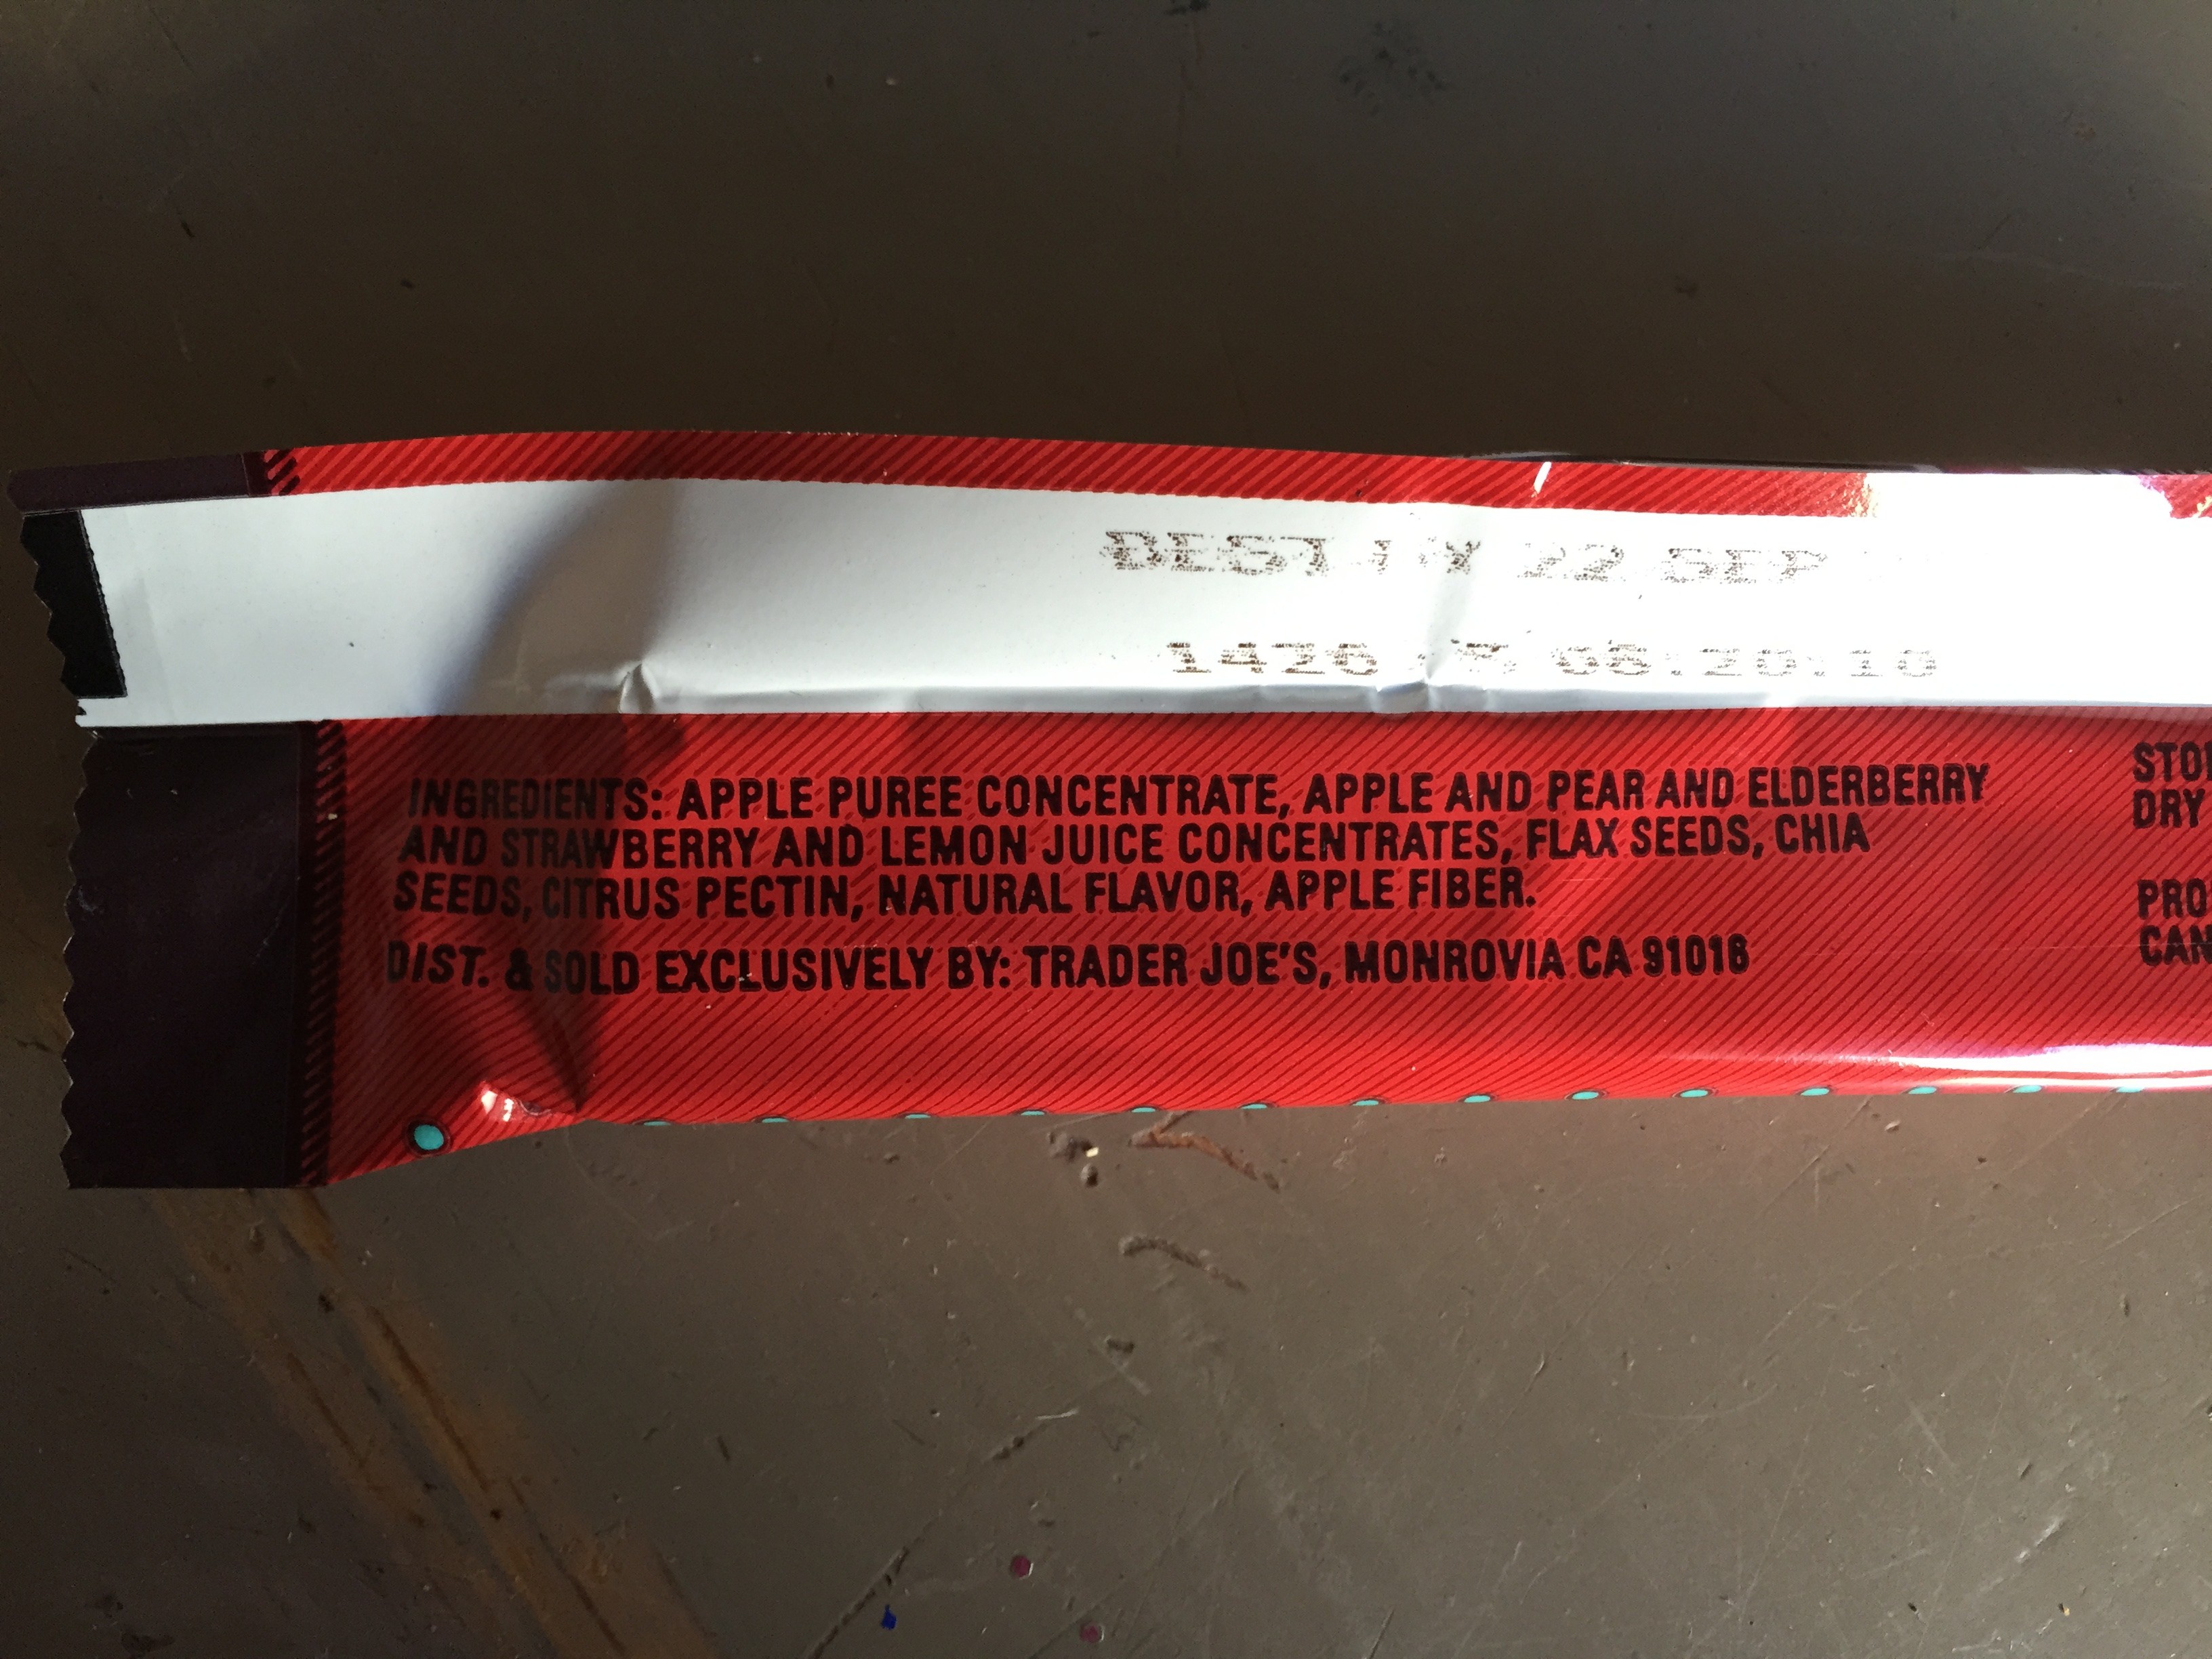 BEST BY 22 SEP
INGREDIENTS: APPLE PUREE CONCENTRATE, APPLE AND PEAR AND ELDERBERRY
AND STRAWBERRY AND LEMON JUICE CONCENTRATES, FLAX SEEDS, CHIA
SEEDS, CITRUS PECTIN, NATURAL FLAVOR, APPLE FIBER.
DIST. & SOLD EXCLUSIVELY BY: TRADER JOE'S, MONROVIA CA 91016
DRY